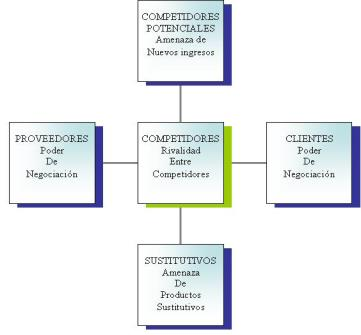 COMPETIDORES
POTENCIALES
Amenaza de
Nuevos ingresos
PROVEEDORES
Poder
De
Negociación
COMPETIDORES
Rivalidad
Entre
Competidores
CLIENTES
Poder
De
Negociación
SUSTITUTIVOS
Amenaza
De
Productos
Sustitutivos